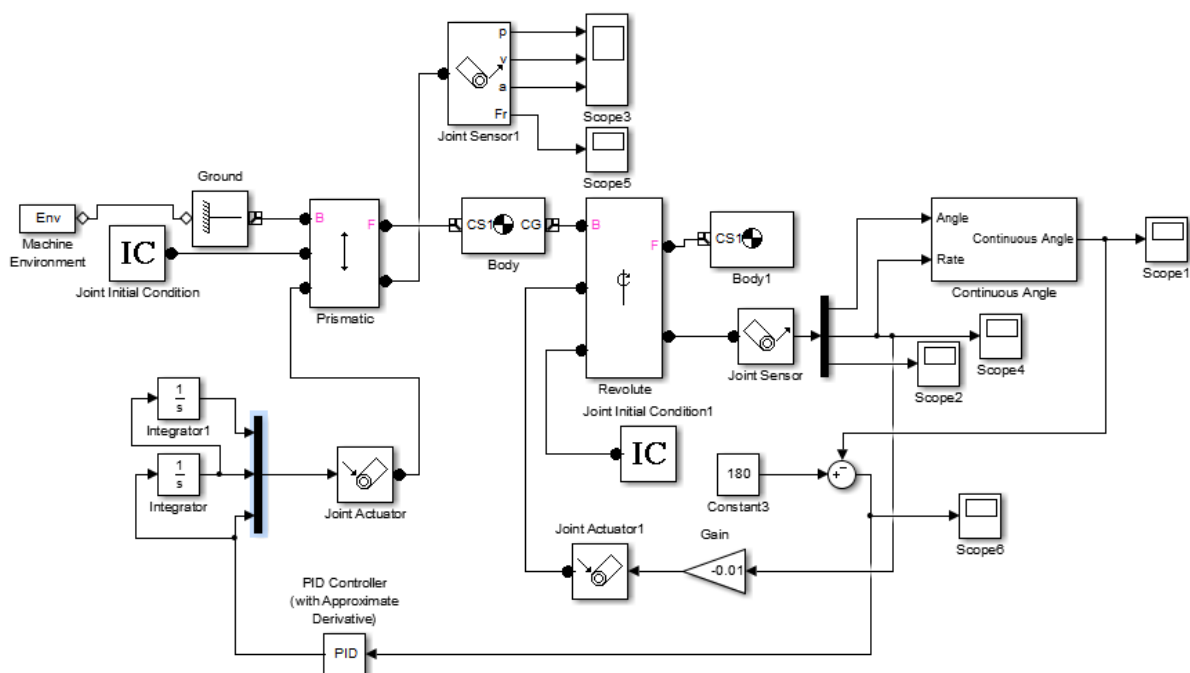 p
v
a
Fr
Joint Sensor1
Scope3
Scope5
Ground
Env
Machine
Environment
IC
Joint Initial Condition
B
F
Prismatic
CS1
CG
Body
B
F
Revolute
CS1
Body1
Angle
Rate
Continuous Angle
Continuous Angle
Scope1
Joint Sensor
Scope4
Scope2
Joint Initial Condition1
IC
1
s
Integrator1
1
s
Integrator
Joint Actuator
180
Constant3
+
−
Scope6
Joint Actuator1
Gain
-0.01
PID Controller
(with Approximate
Derivative)
PID